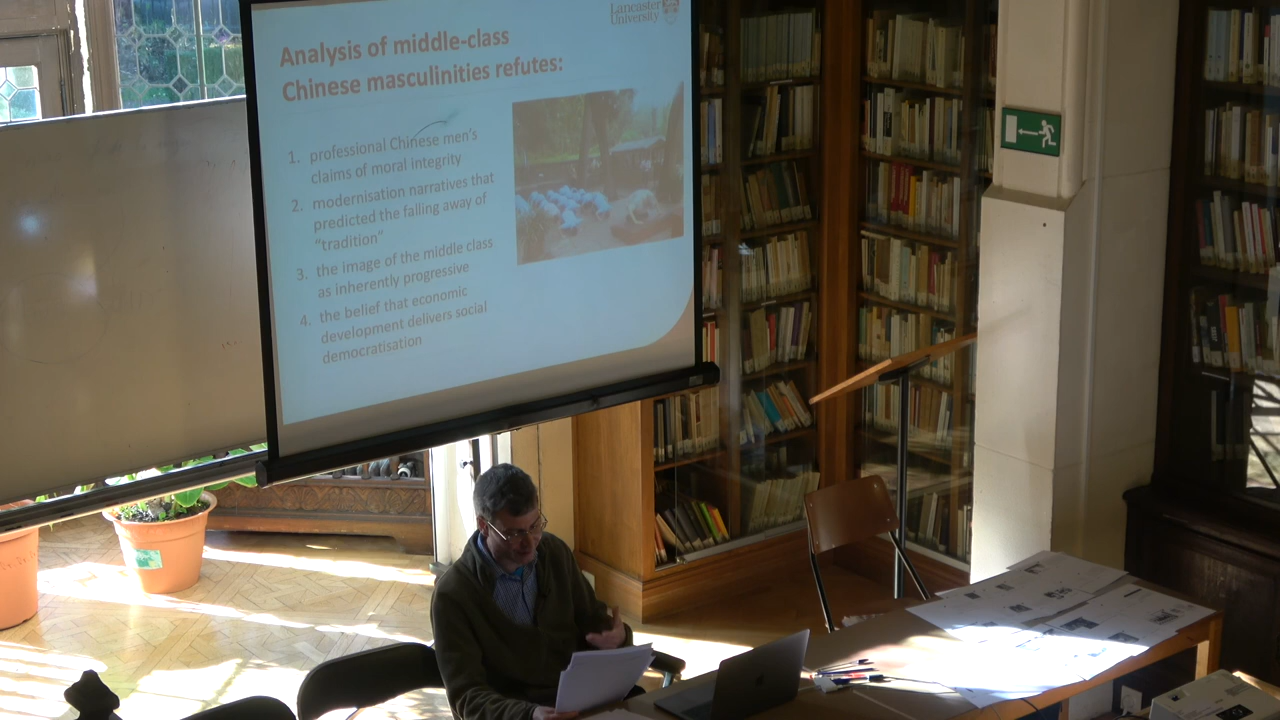 Lancaster
University
Analysis of middle-class
Chinese masculinities refutes:
1. professional Chinese men's
claims of moral integrity
2. modernisation narratives that
predicted the falling away of
"tradition"
3. the image of the middle class
as inherently progressive
4. the belief that economic
development delivers social
democratisation